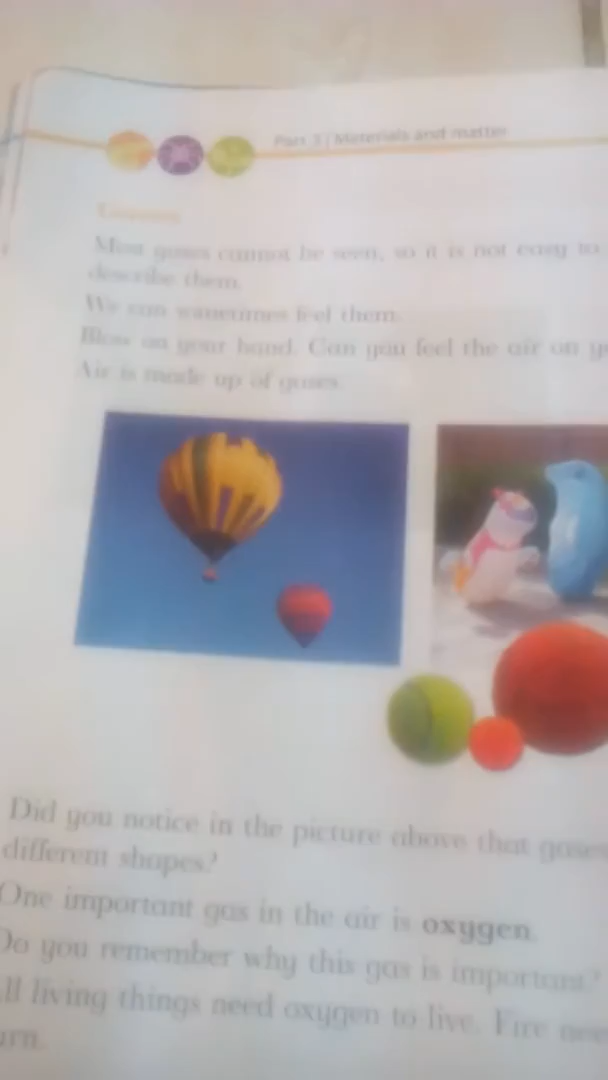 Part 3 | Materials and matter
Most gases cannot be seen, so it is not easy to
describe them.
We can sometimes feel them.
Blow on your hand. Can you feel the air on
Air is made up of gases.
Did you notice in the picture above that gases
different shapes?
One important gas in the air is oxygen.
Do you remember why this gas is important?
living things need oxygen to live. Fire